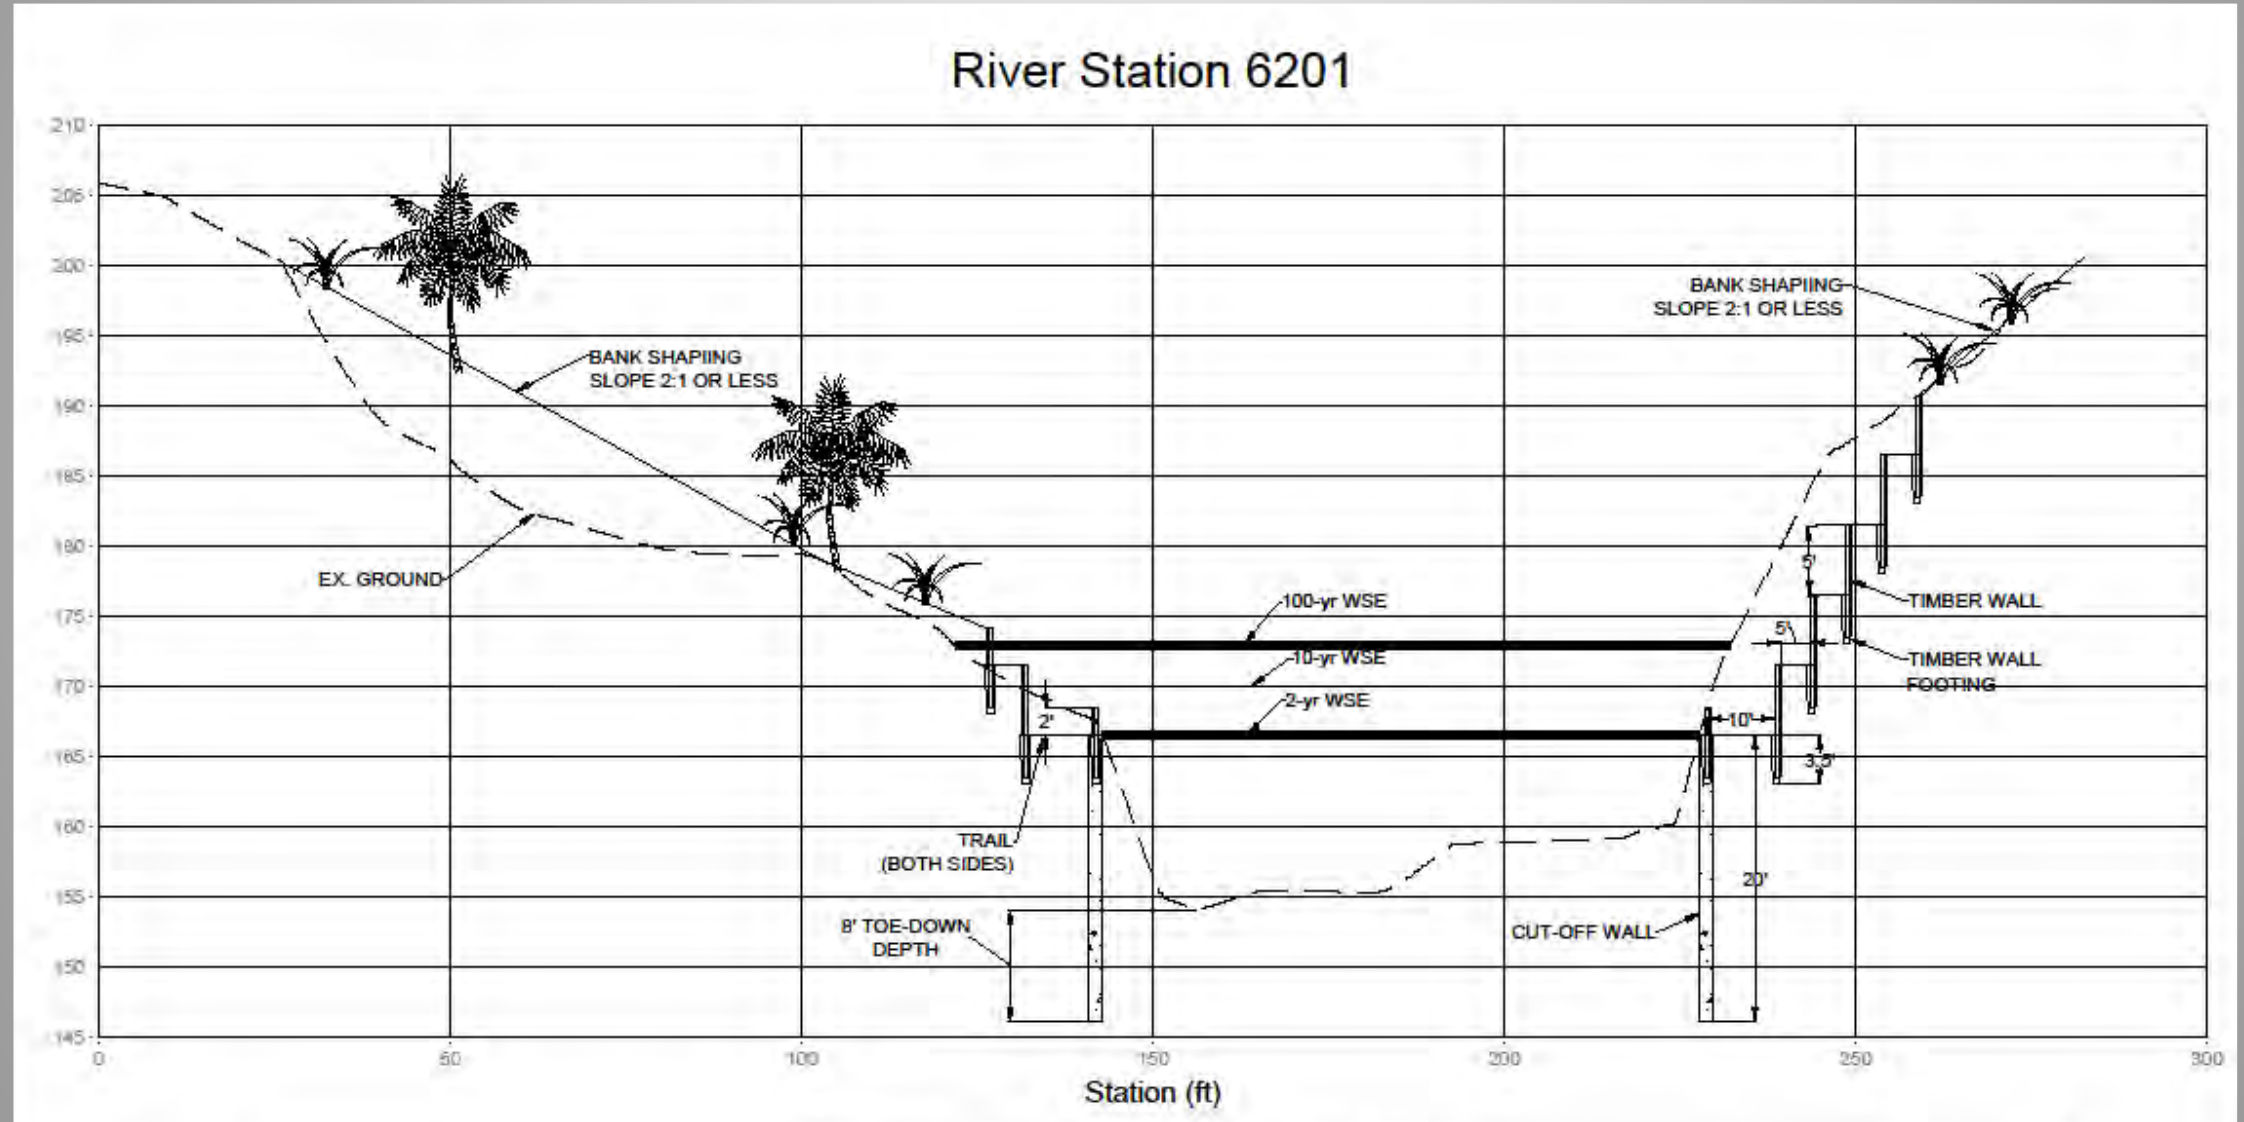 River Station 6201
210
205
200
195
190
185
180
175
170
165
160
155
150
145
BANK SHAPIING
SLOPE 2:1 OR LESS
BANK SHAPIING
SLOPE 2:1 OR LESS
EX. GROUND
100-yr WSE
10-yr WSE
2-yr WSE
5'
5'
TIMBER WALL
TIMBER WALL
FOOTING
2'
10'
3.5'
TRAIL
(BOTH SIDES)
20'
8' TOE-DOWN
DEPTH
CUT-OFF WALL
0
50
100
150
200
250
300
Station (ft)